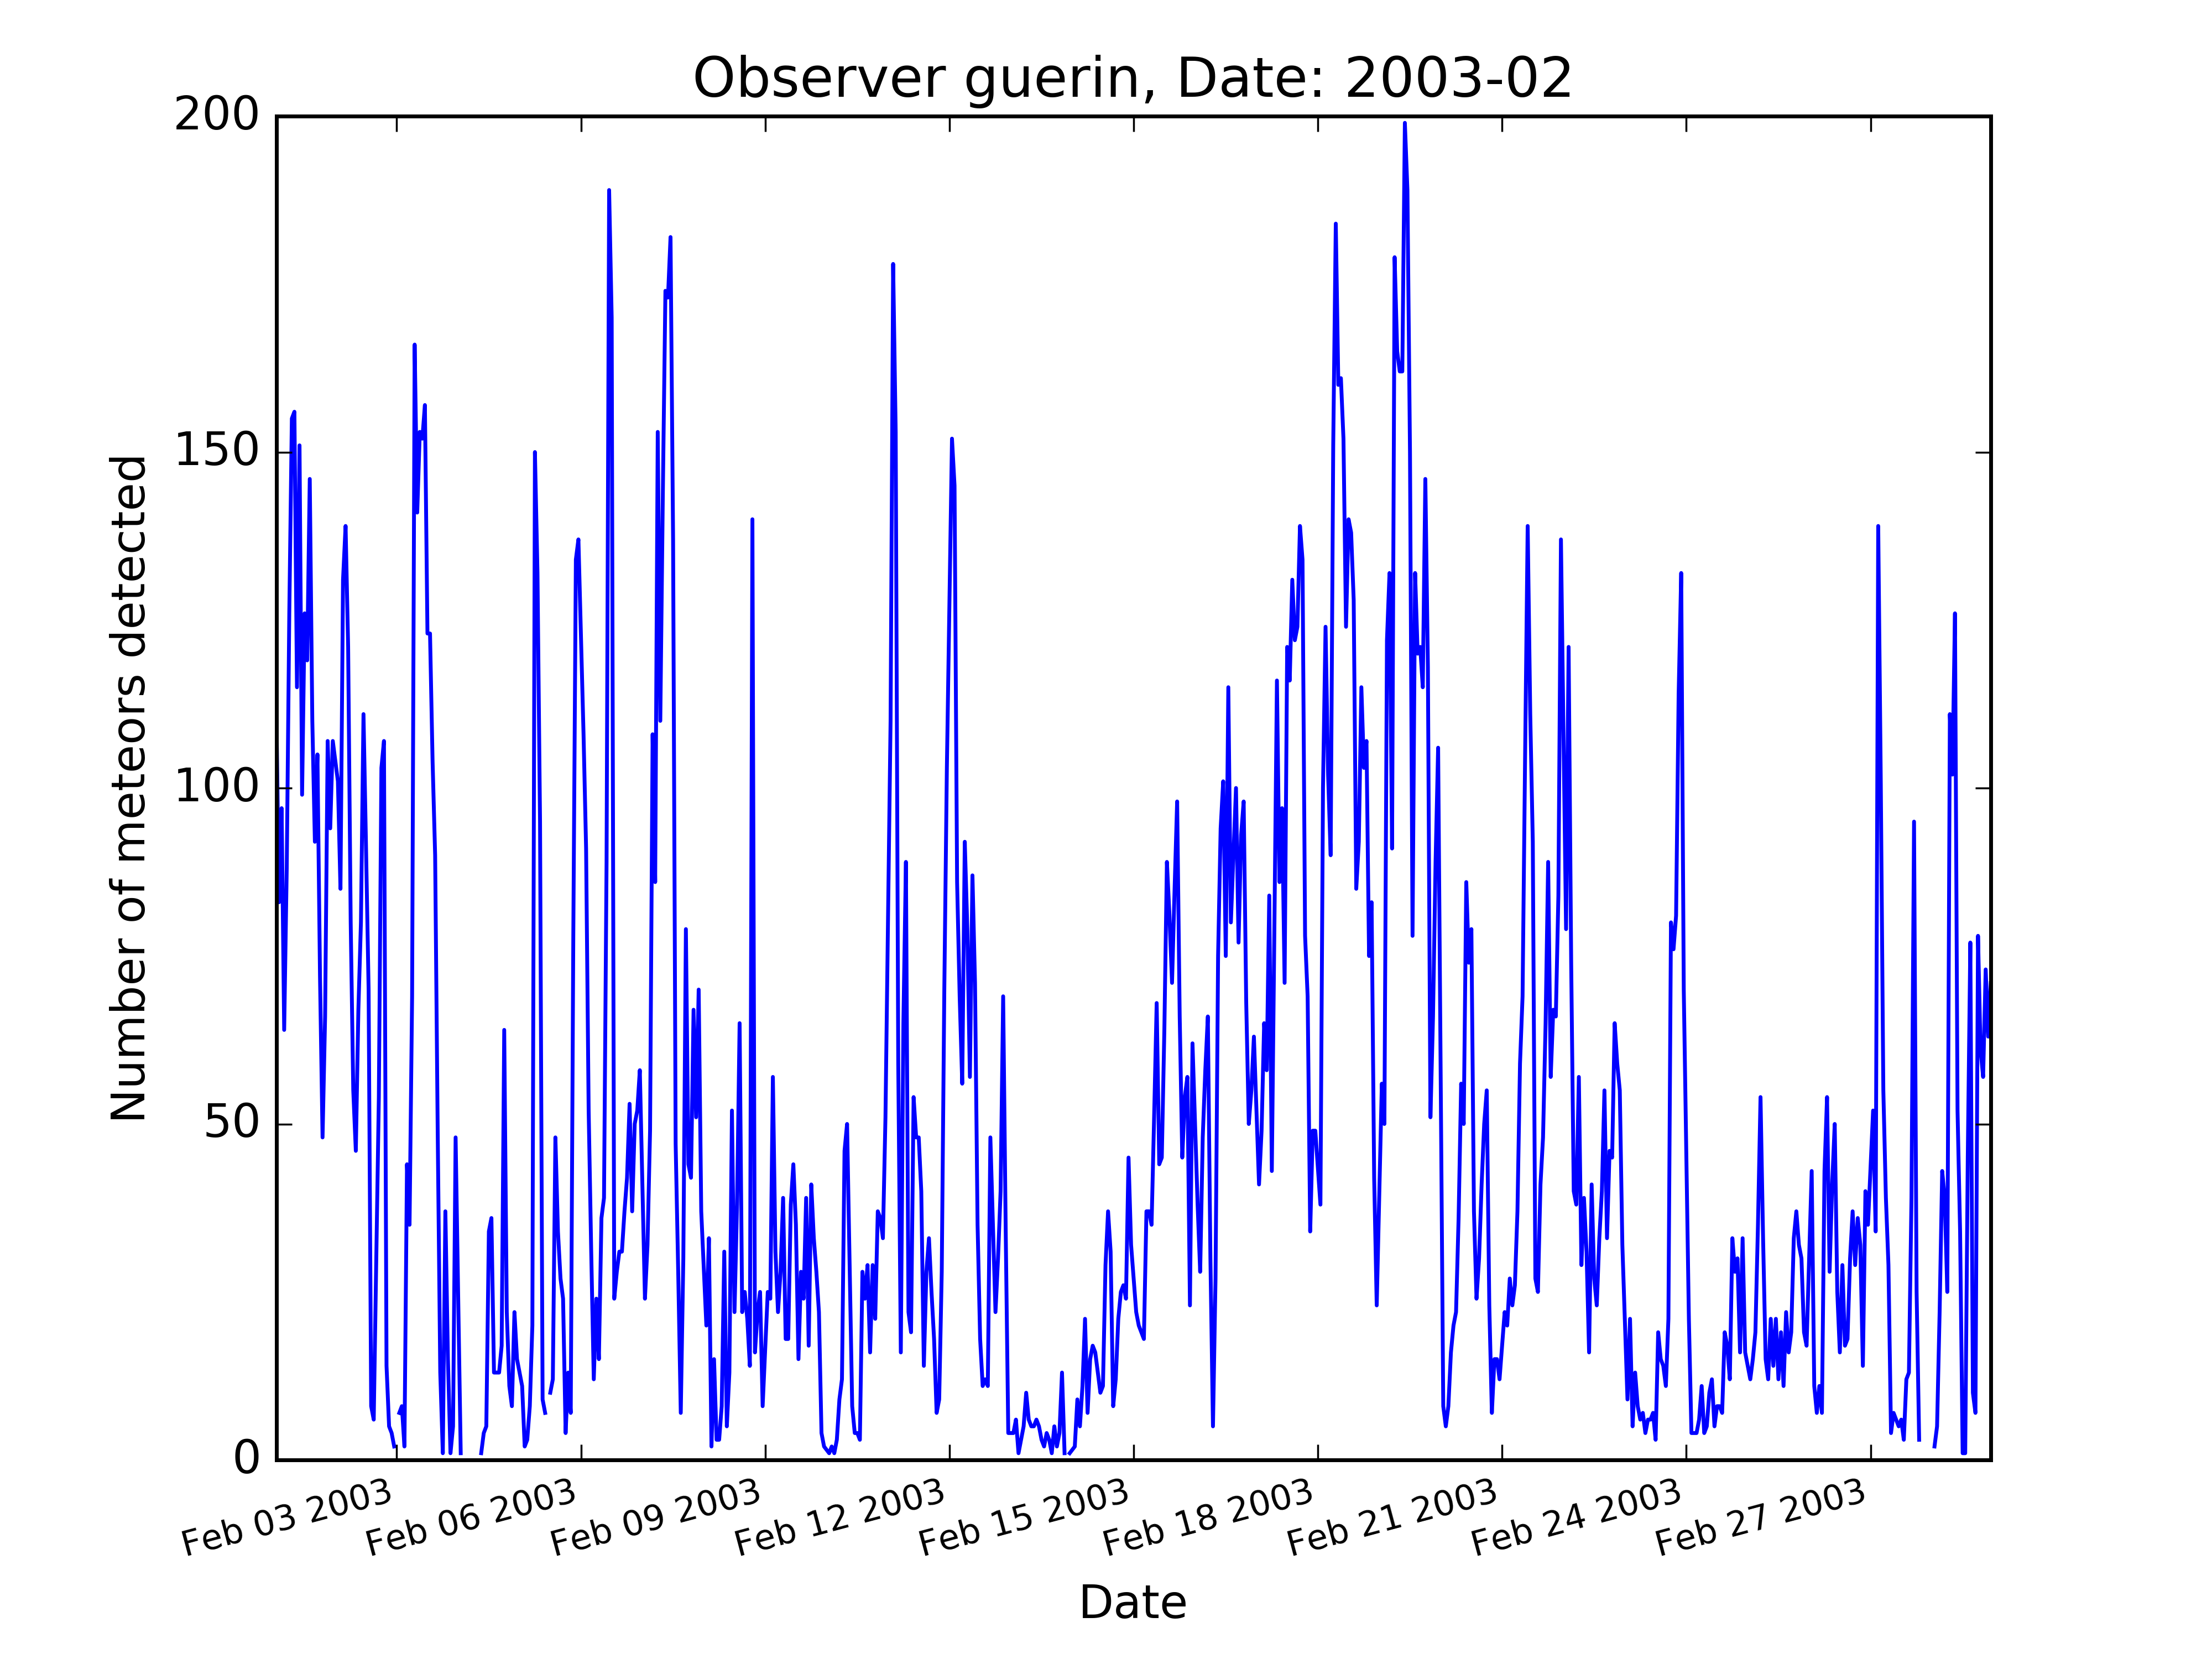 Observer guerin, Date: 2003-02
Number of meteors detected
200
150
100
50
0
Feb 03 2003
Feb 06 2003
Feb 09 2003
Feb 12 2003
Feb 15 2003
Feb 18 2003
Feb 21 2003
Feb 24 2003
Feb 27 2003
Date